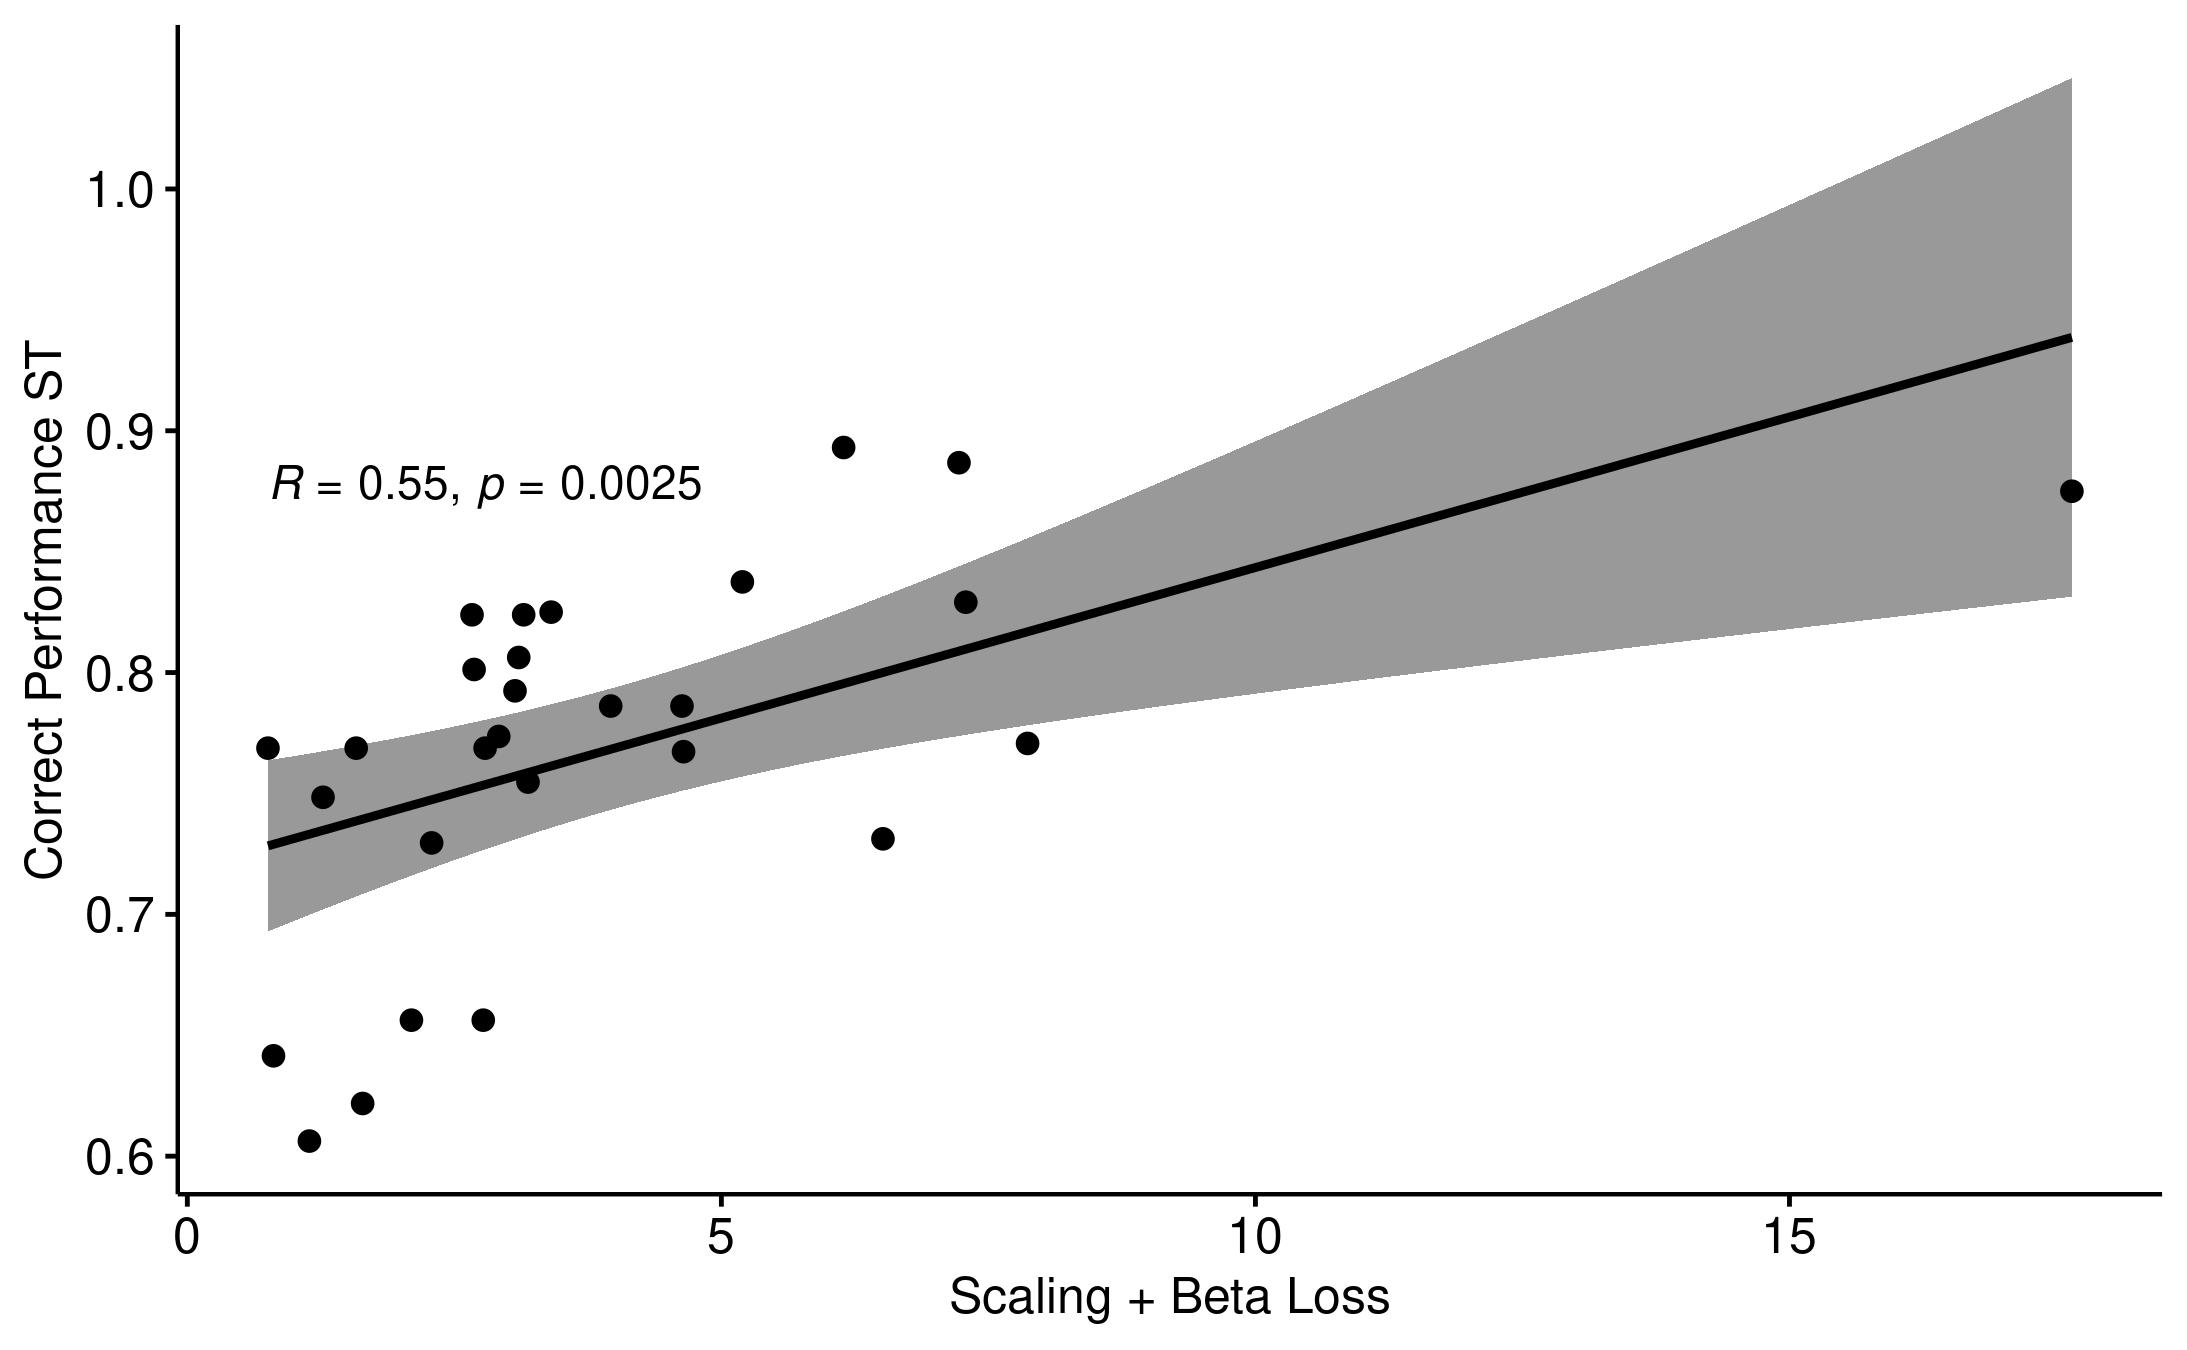 Correct Performance ST
1.0
0.9
0.8
0.7
0.6
R = 0.55, p = 0.0025
0 5 10 15
Scaling + Beta Loss